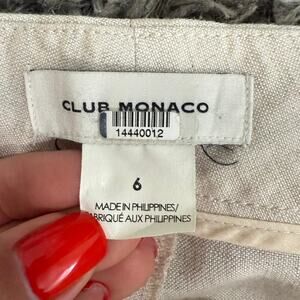 CLUB MONACO
14440012
6
MADE IN PHILIPPINES/
FABRIQUÉ AUX PHILIPPINES